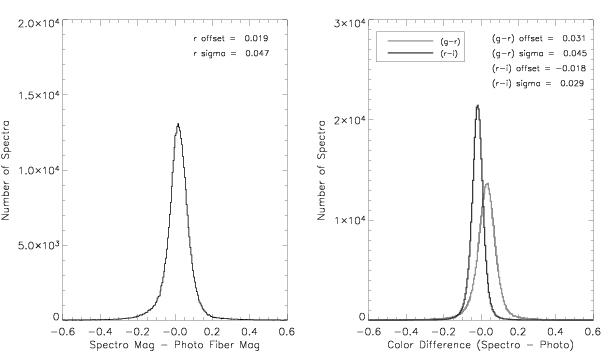 2.0×10⁴
1.5×10⁴
1.0×10⁴
5.0×10³
0
Number of Spectra
r offset = 0.019
r sigma = 0.047
-0.6 -0.4 -0.2 -0.0 0.2 0.4 0.6
Spectro Mag - Photo Fiber Mag
3×10⁴
2×10⁴
1×10⁴
0
Number of Spectra
(g-r)
(r-i)
(g-r) offset = 0.031
(g-r) sigma = 0.045
(r-i) offset = -0.018
(r-i) sigma = 0.029
-0.6 -0.4 -0.2 -0.0 0.2 0.4 0.6
Color Difference (Spectro - Photo)